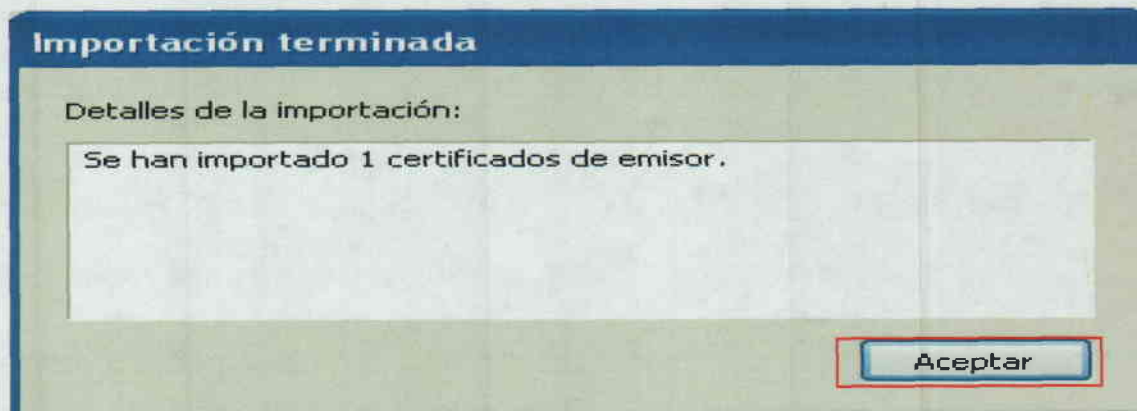 Importación terminada
Detalles de la importación:
Se han importado 1 certificados de emisor.
Aceptar